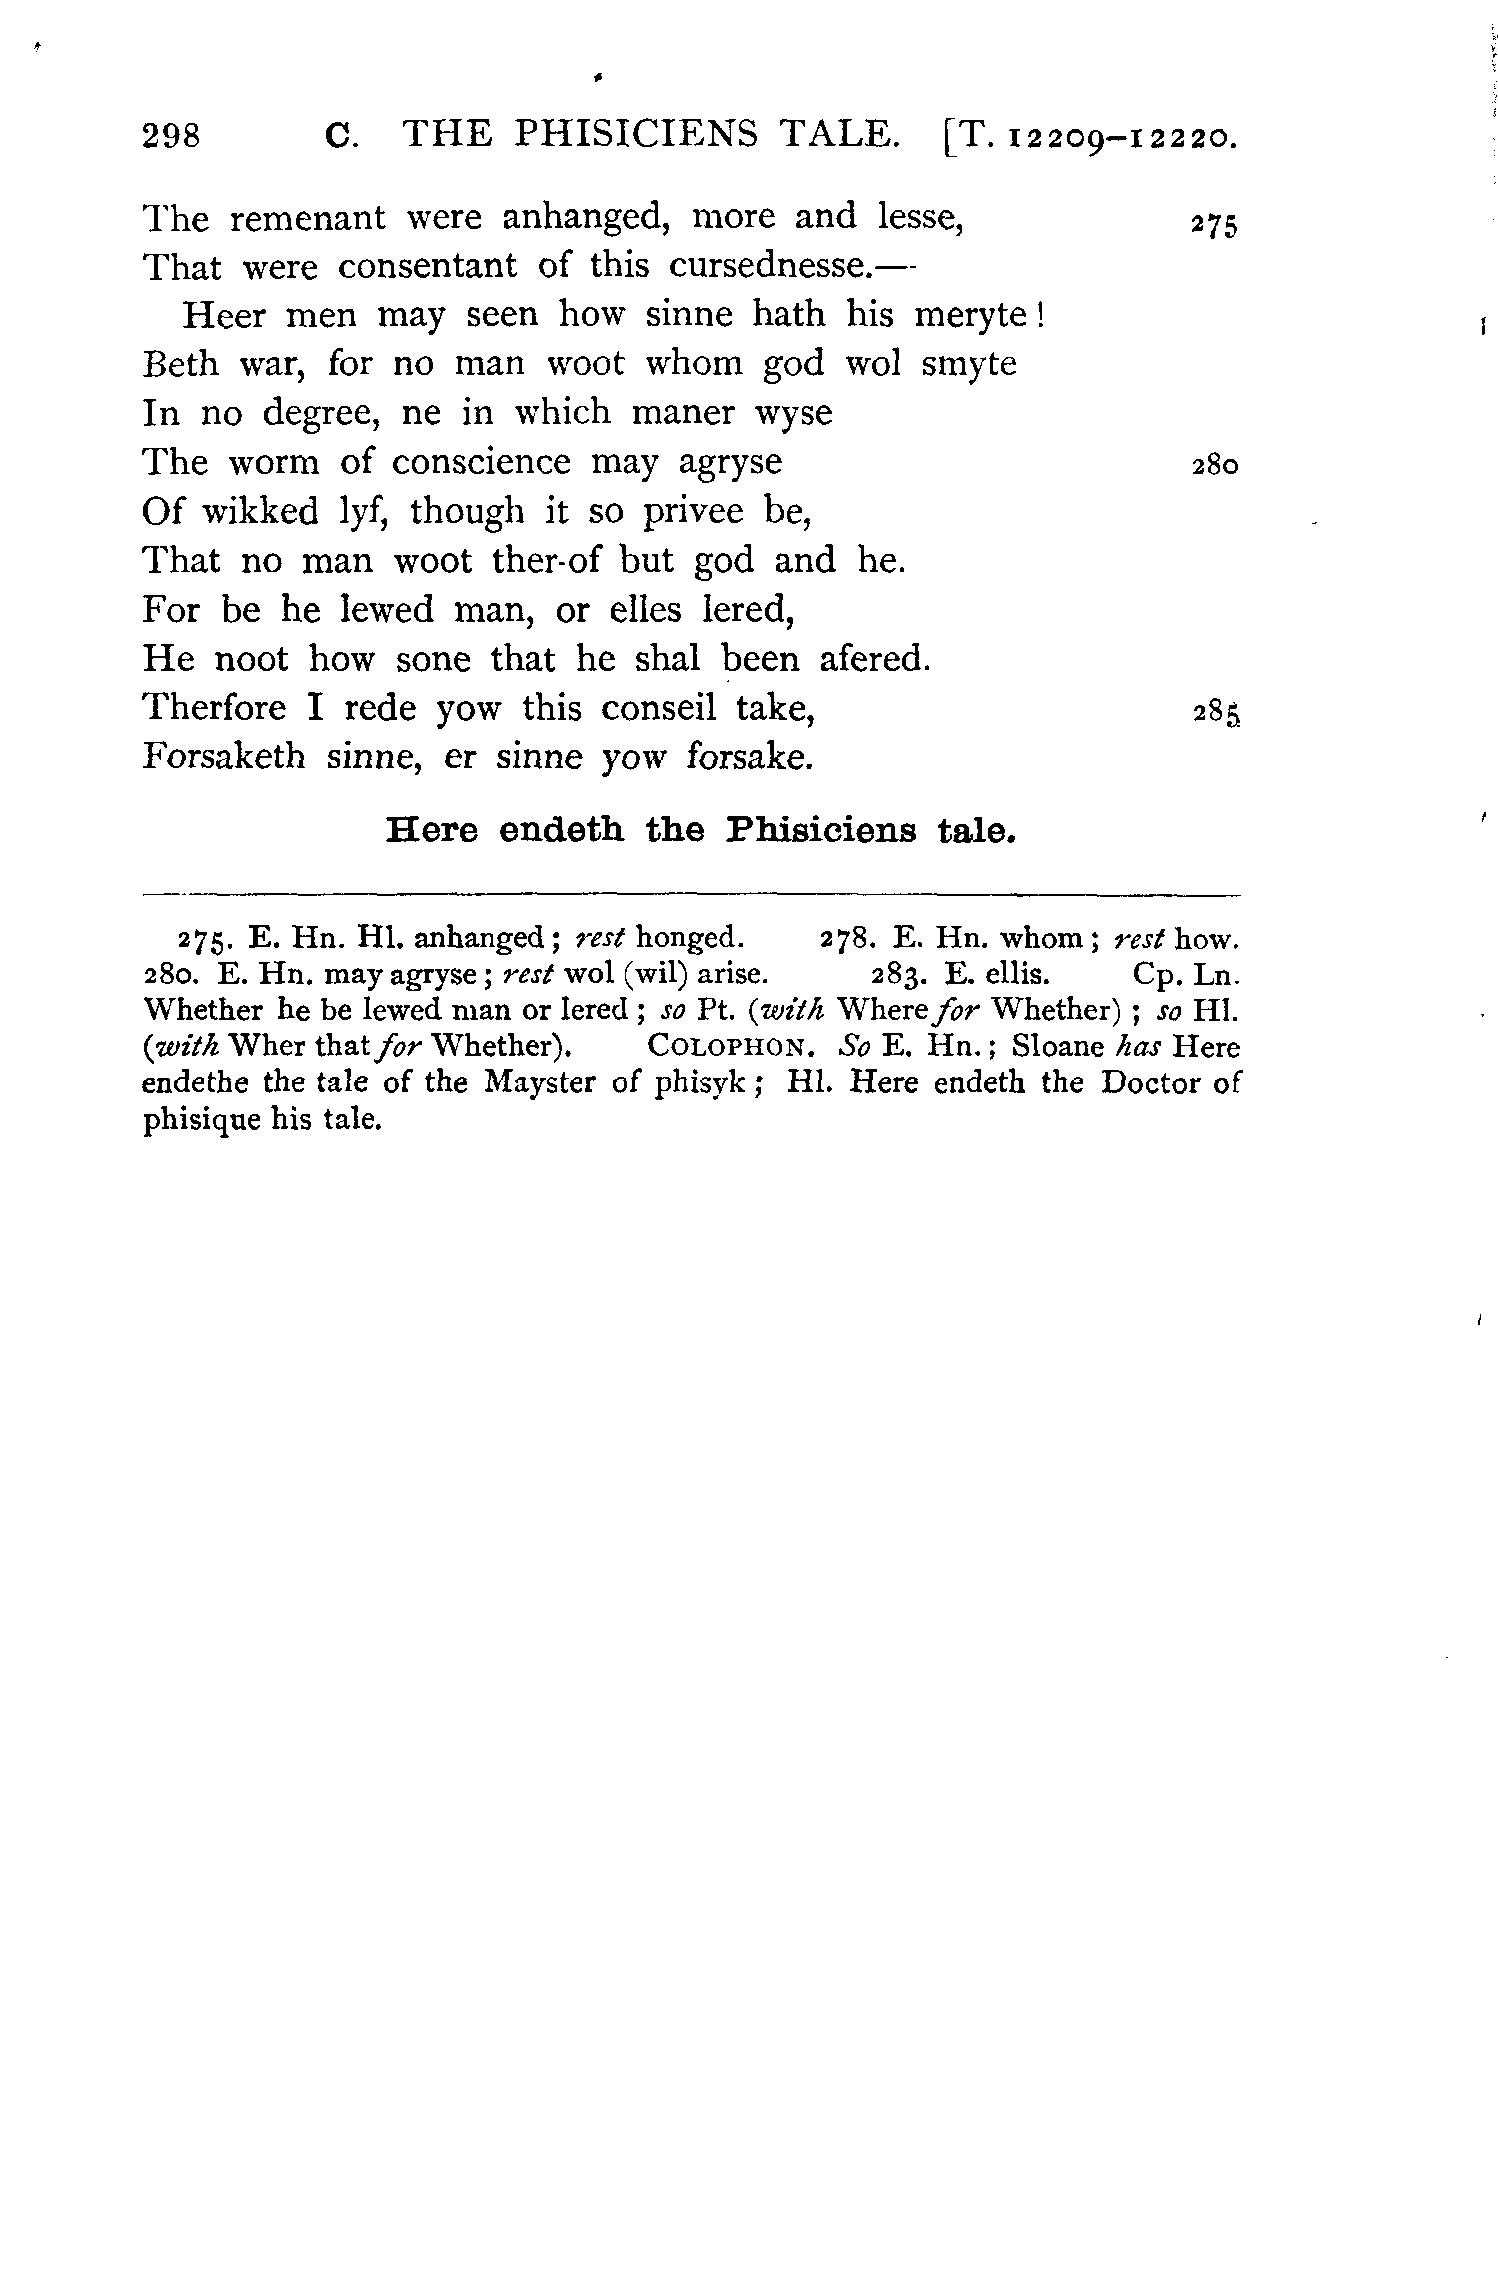 298 C. THE PHISICIENS TALE. [T. 12209–12220.
The remenant were anhanged, more and lesse, 275
That were consentant of this cursednesse.—
Heer men may seen how sinne hath his meryte!
Beth war, for no man woot whom god wol smyte
In no degree, ne in which maner wyse
The worm of conscience may agryse 280
Of wikked lyf, though it so privee be,
That no man woot ther-of but god and he.
For be he lewed man, or elles lered,
He noot how sone that he shal been afered.
Therfore I rede yow this conseil take, 285
Forsaketh sinne, er sinne yow forsake.
Here endeth the Phisiciens tale.
275. E. Hn. Hl. anhanged; rest honged. 278. E. Hn. whom; rest how.
280. E. Hn. may agryse; rest wol (wil) arise. 283. E. ellis. Cp. Ln.
Whether he be lewed man or lered; so Pt. (with Where for Whether); so Hl.
(with Wher that for Whether). COLOPHON. So E. Hn.; Sloane has Here
endethe the tale of the Mayster of phisyk; Hl. Here endeth the Doctor of
phisique his tale.